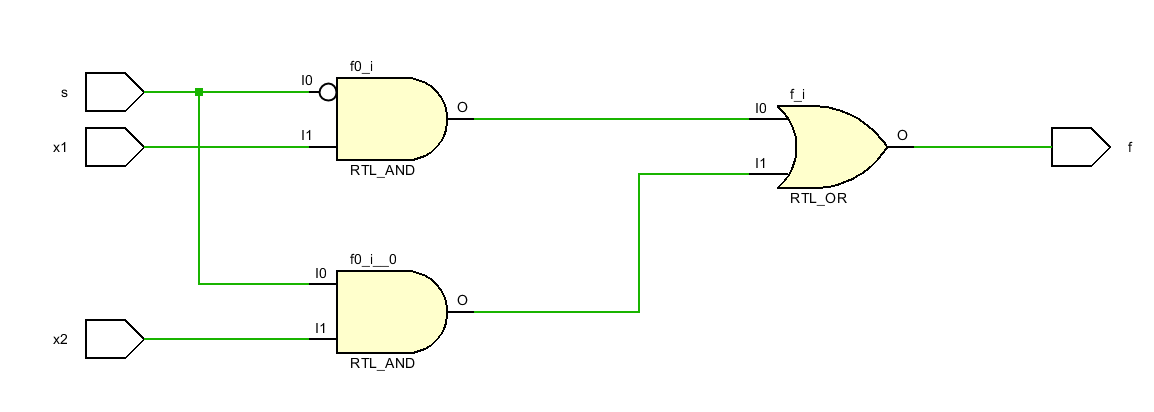 f0_i
s
I0
O
x1
I1
RTL_AND
f_i
I0
O
I1
f
RTL_OR
f0_i__0
I0
O
x2
I1
RTL_AND